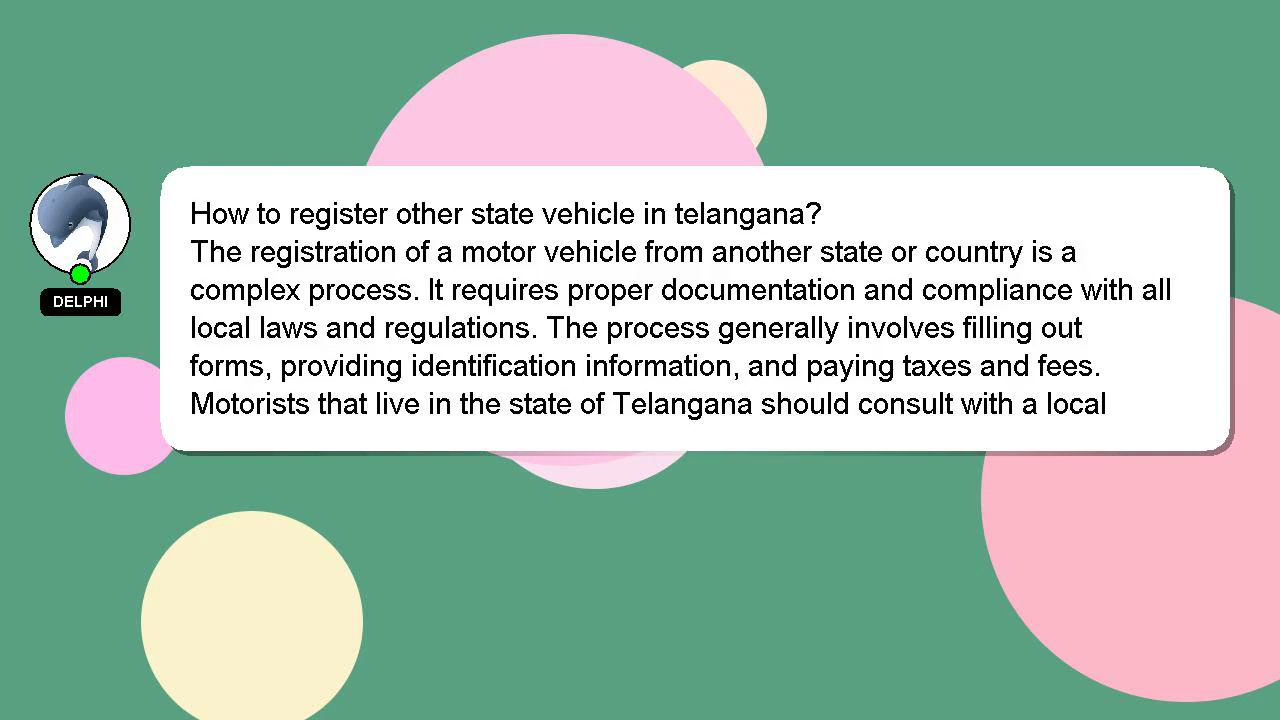 How to register other state vehicle in telangana?
The registration of a motor vehicle from another state or country is a
complex process. It requires proper documentation and compliance with all
local laws and regulations. The process generally involves filling out
forms, providing identification information, and paying taxes and fees.
Motorists that live in the state of Telangana should consult with a local
DELPHI